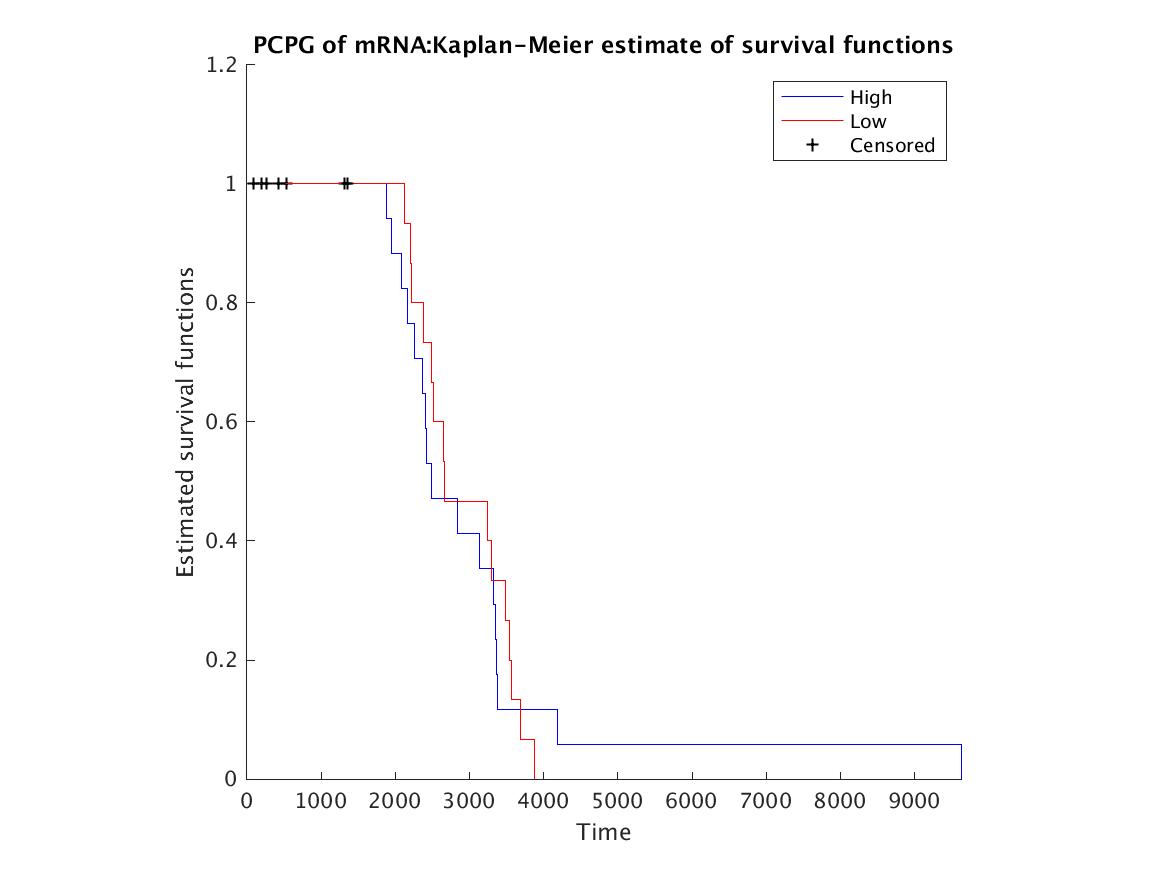 PCPG of mRNA:Kaplan-Meier estimate of survival functions
1.2
1
0.8
0.6
0.4
0.2
0
Estimated survival functions
High
Low
Censored
0 1000 2000 3000 4000 5000 6000 7000 8000 9000
Time